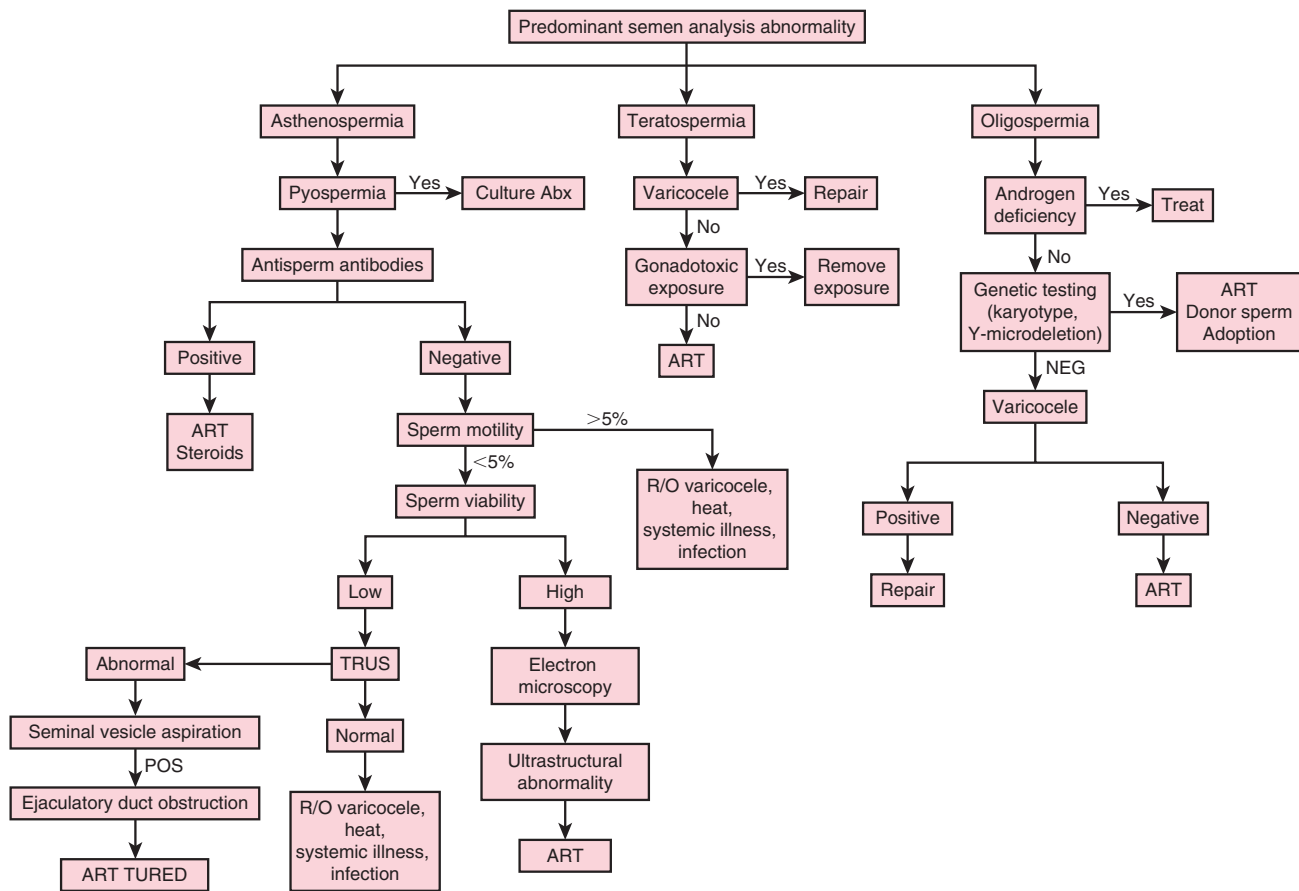 Predominant semen analysis abnormality
Asthenospermia
Teratospermia
Oligospermia
Pyospermia
Yes
Culture Abx
Varicocele
Yes
Repair
Androgen
deficiency
Yes
Treat
No
No
Antisperm antibodies
Gonadotoxic
exposure
Yes
Remove
exposure
Genetic testing
(karyotype,
Y-microdeletion)
Yes
ART
Donor sperm
Adoption
No
Positive
Negative
ART
NEG
Varicocele
ART
Steroids
Sperm motility
>5%
<5%
R/O varicocele,
heat,
systemic illness,
infection
Sperm viability
Positive
Negative
Low
High
Repair
ART
Abnormal
TRUS
Electron
microscopy
Seminal vesicle aspiration
Normal
POS
Ultrastructural
abnormality
Ejaculatory duct obstruction
R/O varicocele,
heat,
systemic illness,
infection
ART
ART TURED